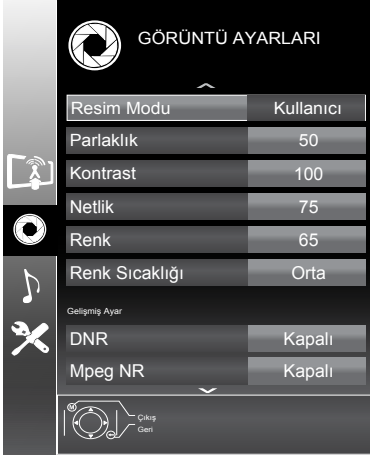 GÖRÜNTÜ AYARLARI
Resim Modu Kullanıcı
Parlaklık 50
Kontrast 100
Netlik 75
Renk 65
Renk Sıcaklığı Orta
Gelişmiş Ayar
DNR Kapalı
Mpeg NR Kapalı
M
Çıkış
Geri